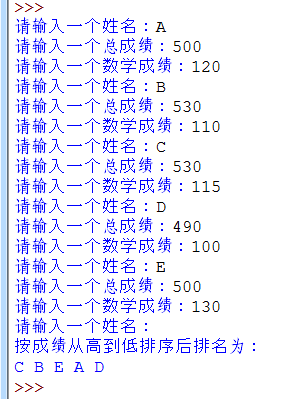 >>>
请输入一个姓名：A
请输入一个总成绩：500
请输入一个数学成绩：120
请输入一个姓名：B
请输入一个总成绩：530
请输入一个数学成绩：110
请输入一个姓名：C
请输入一个总成绩：530
请输入一个数学成绩：115
请输入一个姓名：D
请输入一个总成绩：490
请输入一个数学成绩：100
请输入一个姓名：E
请输入一个总成绩：500
请输入一个数学成绩：130
请输入一个姓名：
按成绩从高到低排序后排名为：
C B E A D
>>>